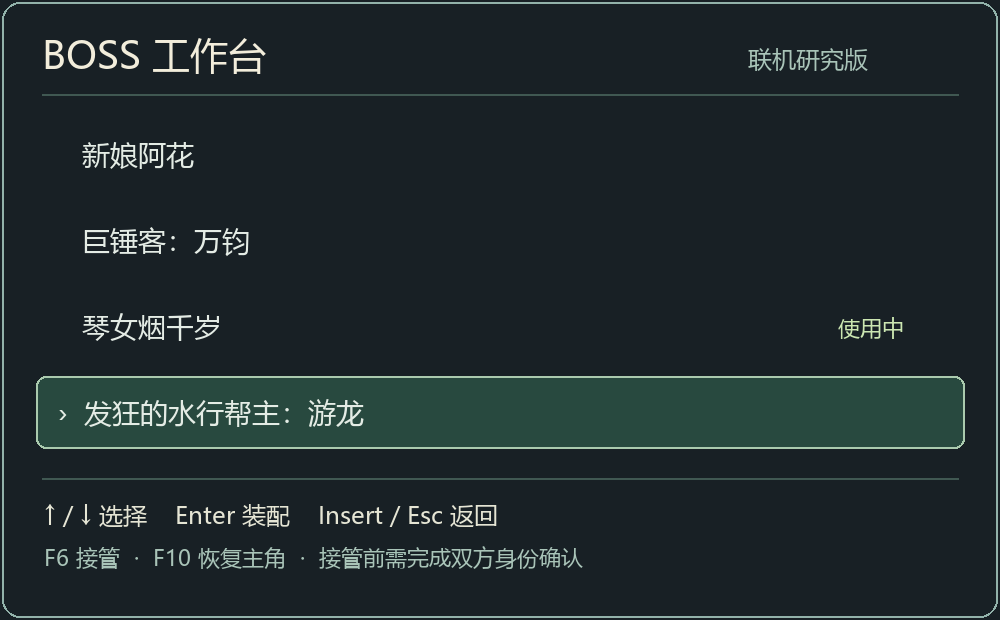 BOSS 工作台
联机研究版
新娘阿花
巨锤客：万钧
琴女烟千岁
使用中
› 发狂的水行帮主：游龙
↑/↓选择 Enter 装配 Insert / Esc 返回
F6 接管 · F10 恢复主角 · 接管前需完成双方身份确认